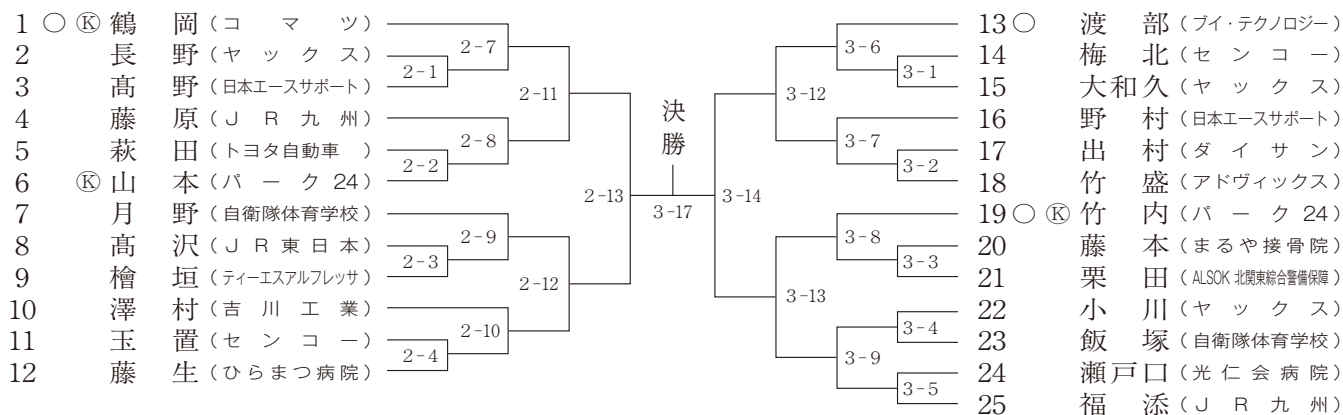 1 ○ Ⓚ 鶴岡（コマツ）
2 長野（ヤックス）
3 髙野（日本エースサポート）
4 藤原（JR九州）
5 萩田（トヨタ自動車）
6 Ⓚ 山本（パーク24）
7 月野（自衛隊体育学校）
8 髙沢（JR東日本）
9 檜垣（ティーエスアルフレッサ）
10 澤村（吉川工業）
11 玉置（センコー）
12 藤生（ひらまつ病院）
2-7
2-1
2-11
2-8
2-2
2-13
2-9
2-3
2-12
2-10
2-4
決勝
3-17
3-14
3-6
3-1
3-12
3-7
3-2
3-8
3-3
3-13
3-4
3-9
3-5
13 ○ 渡部（ブイ・テクノロジー）
14 梅北（センコー）
15 大和久（ヤックス）
16 野村（日本エースサポート）
17 出村（ダイサン）
18 竹盛（アドヴィックス）
19 ○ Ⓚ 竹内（パーク24）
20 藤本（まるや接骨院）
21 栗田（ALSOK 北関東綜合警備保障）
22 小川（ヤックス）
23 飯塚（自衛隊体育学校）
24 瀬戸口（光仁会病院）
25 福添（JR九州）